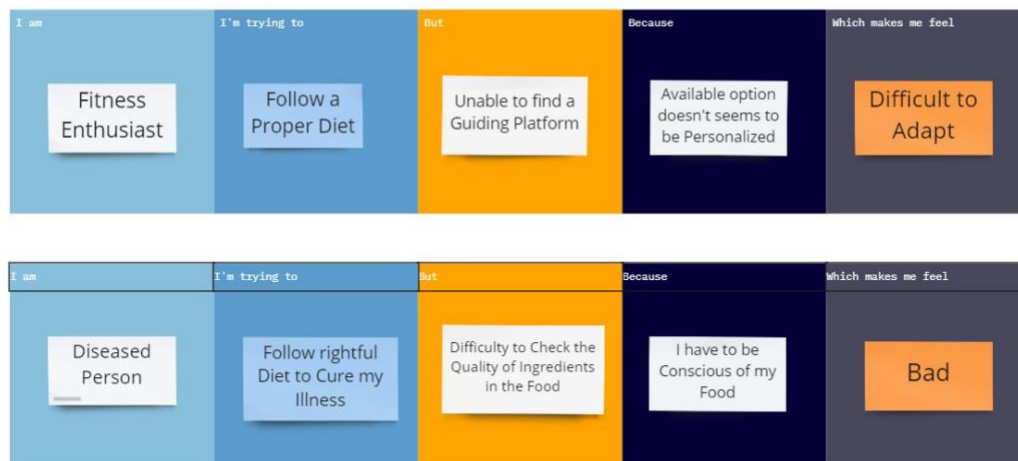 I am
I'm trying to
But
Because
Which makes me feel
Fitness
Enthusiast
Follow a
Proper Diet
Unable to find a
Guiding Platform
Available option
doesn't seems to
be Personalized
Difficult to
Adapt
I am
I'm trying to
But
Because
Which makes me feel
Diseased
Person
Follow rightful
Diet to Cure my
Illness
Difficulty to Check the
Quality of Ingredients
in the Food
I have to be
Conscious of my
Food
Bad